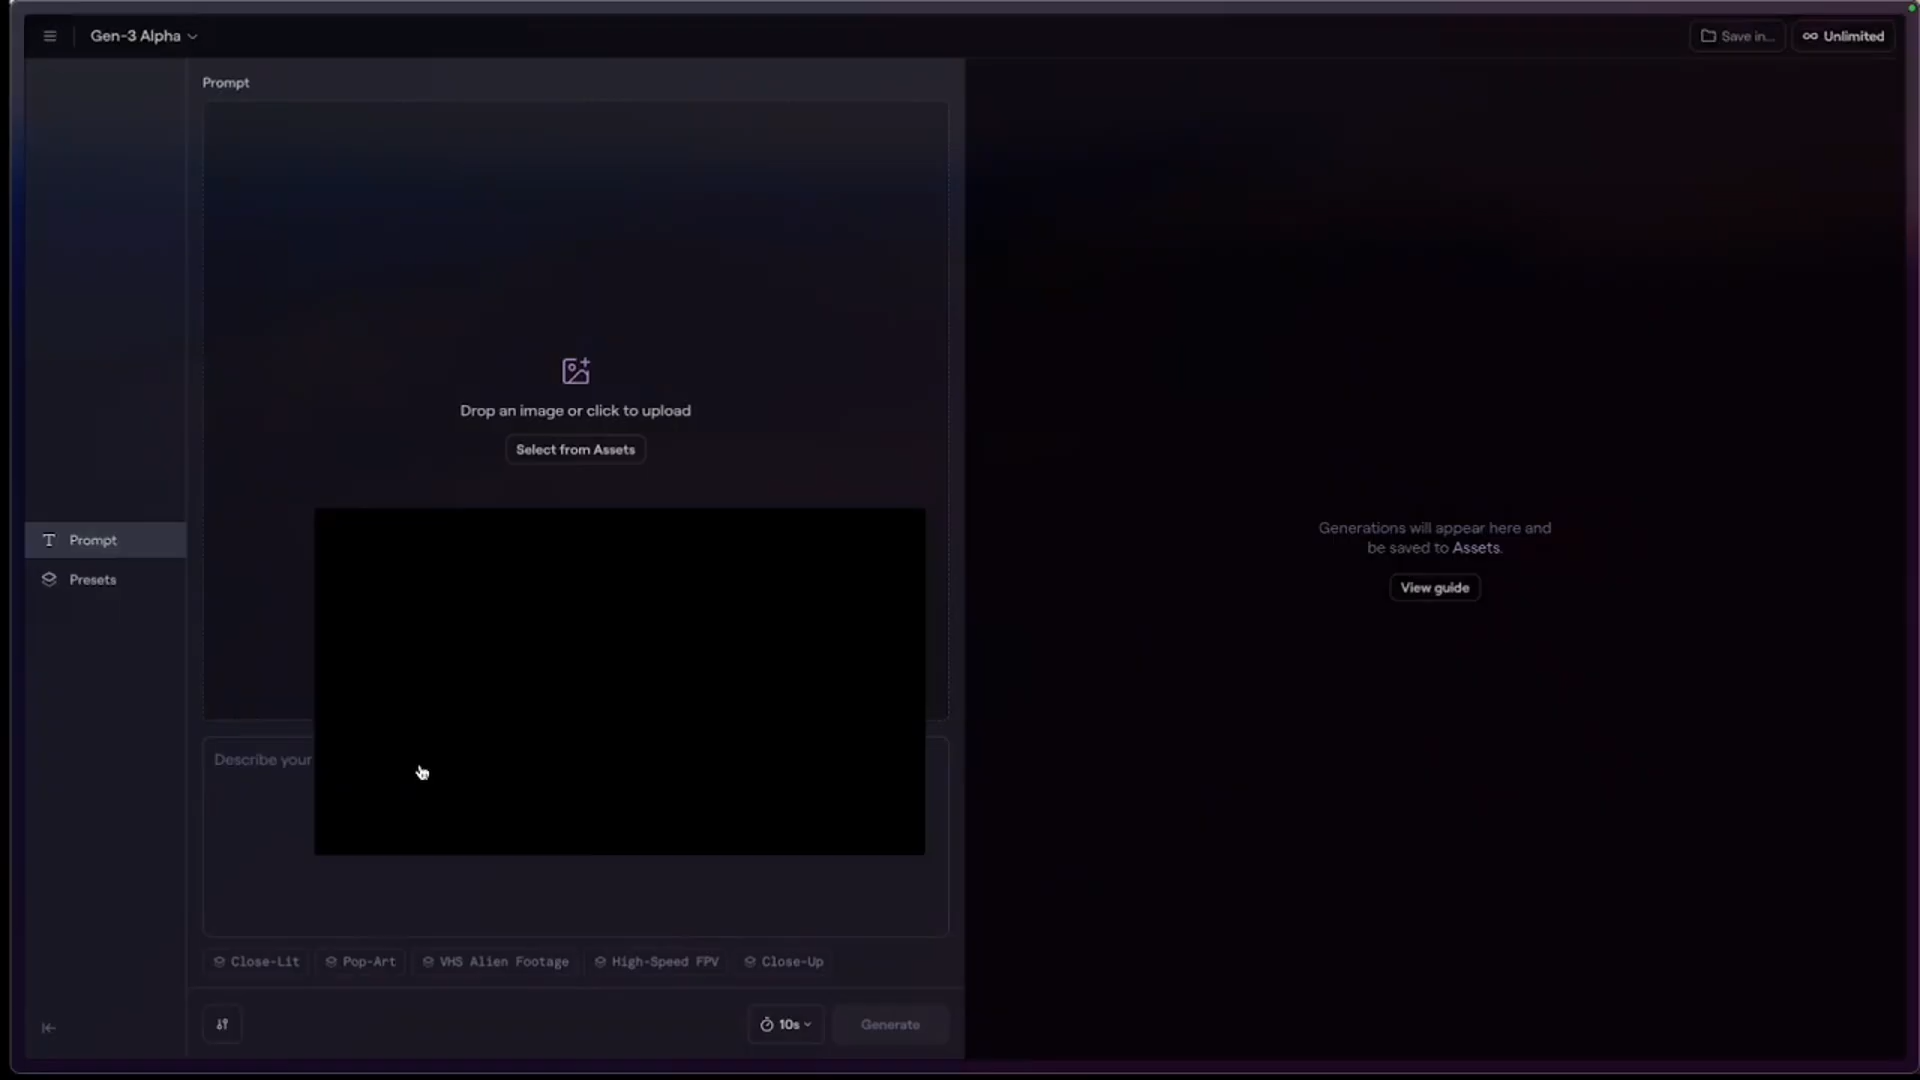 Gen-3 Alpha
Save in...
Unlimited
Prompt
Drop an image or click to upload
Select from Assets
Prompt
Presets
Generations will appear here and
be saved to Assets.
View guide
Describe your
Close-Lit
Pop-Art
VHS Alien Footage
High-Speed FPV
Close-Up
10s
Generate